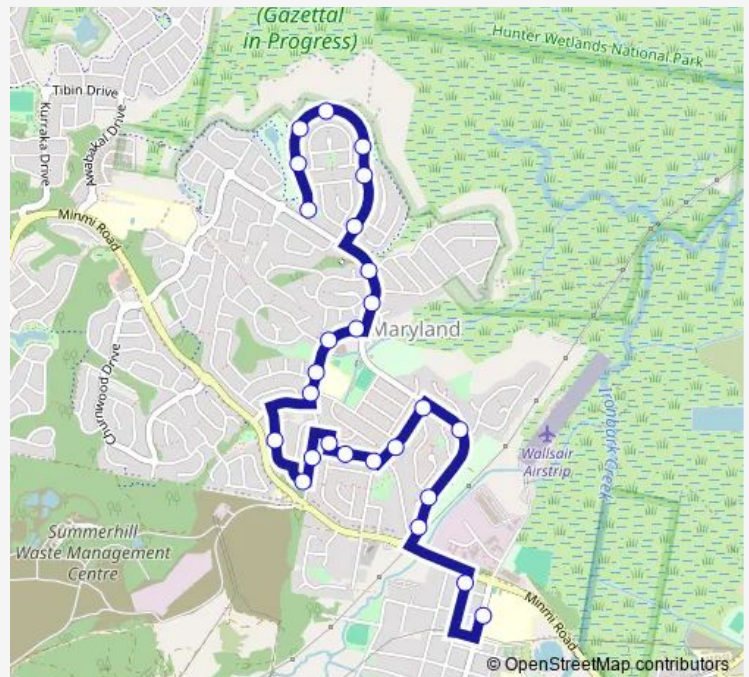 (Gazettal
in Progress)
Hunter Wetlands National Park
Tibin Drive
Kurraka Drive
Awabakal Drive
Minmi Road
Maryland
Churnwood Drive
Wallsair
Airstrip
Ironbark Creek
Summerhill
Waste Management
Centre
Minmi Road
© OpenStreetMap contributors